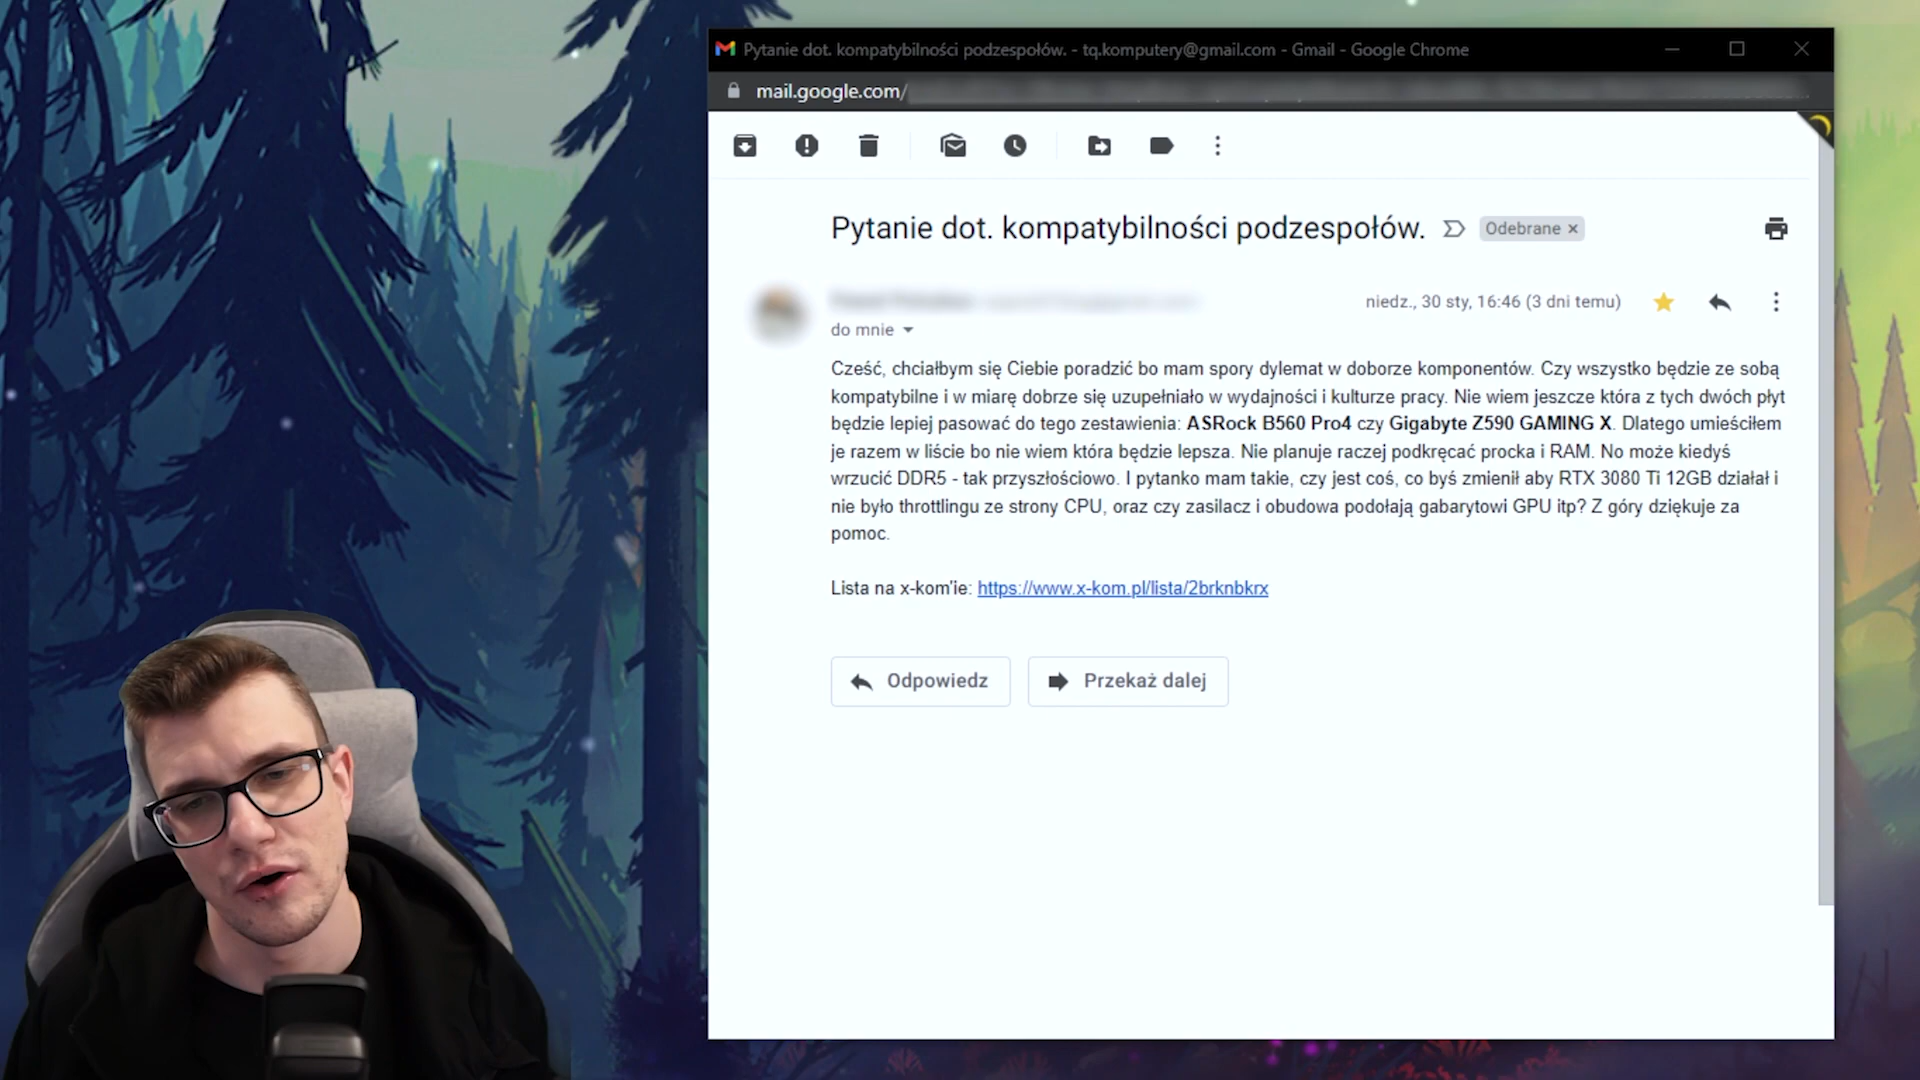 Pytanie dot. kompatybilności podzespołów. - tq.komputery@gmail.com - Gmail - Google Chrome
mail.google.com/
Pytanie dot. kompatybilności podzespołów. Odebrane ×
niedz., 30 sty, 16:46 (3 dni temu)
do mnie
Cześć, chciałbym się Ciebie poradzić bo mam spory dylemat w doborze komponentów. Czy wszystko będzie ze sobą
kompatybilne i w miarę dobrze się uzupełniało w wydajności i kulturze pracy. Nie wiem jeszcze która z tych dwóch płyt
będzie lepiej pasować do tego zestawienia: ASRock B560 Pro4 czy Gigabyte Z590 GAMING X. Dlatego umieściłem
je razem w liście bo nie wiem która będzie lepsza. Nie planuje raczej podkręcać procka i RAM. No może kiedyś
wrzucić DDR5 - tak przyszłościowo. I pytanko mam takie, czy jest coś, co byś zmienił aby RTX 3080 Ti 12GB działał i
nie było throttlingu ze strony CPU, oraz czy zasilacz i obudowa podołają gabarytowi GPU itp? Z góry dziękuje za
pomoc.
Lista na x-kom'ie: https://www.x-kom.pl/lista/2brknbkrx
Odpowiedz
Przekaż dalej